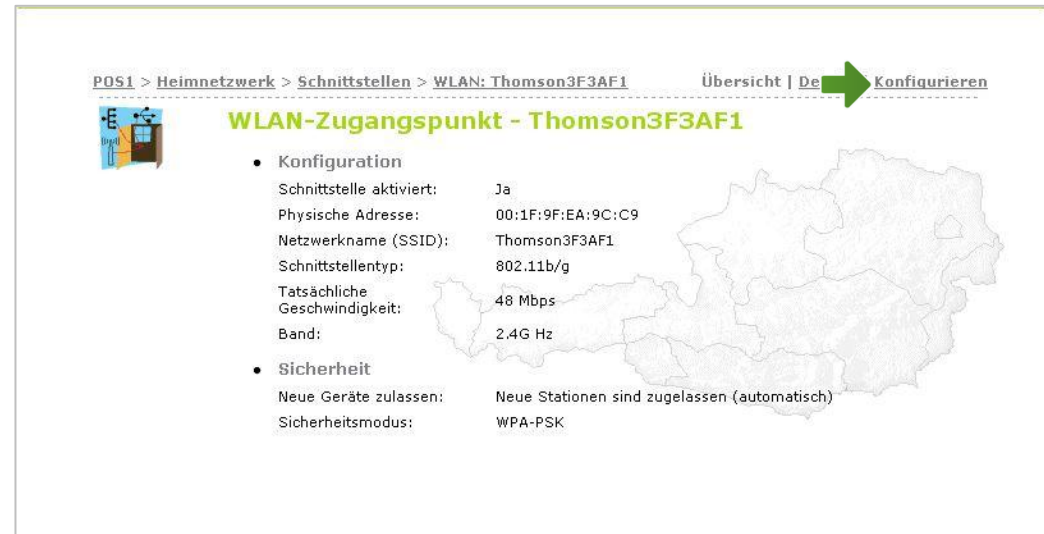 POS1 > Heimnetzwerk > Schnittstellen > WLAN: Thomson3F3AF1 Übersicht | Konfigurieren
WLAN-Zugangspunkt - Thomson3F3AF1
Konfiguration
Schnittstelle aktiviert: Ja
Physische Adresse: 00:1F:9F:EA:9C:C9
Netzwerkname (SSID): Thomson3F3AF1
Schnittstellentyp: 802.11b/g
Tatsächliche
Geschwindigkeit: 48 Mbps
Band: 2.4G Hz
Sicherheit
Neue Geräte zulassen: Neue Stationen sind zugelassen (automatisch)
Sicherheitsmodus: WPA-PSK